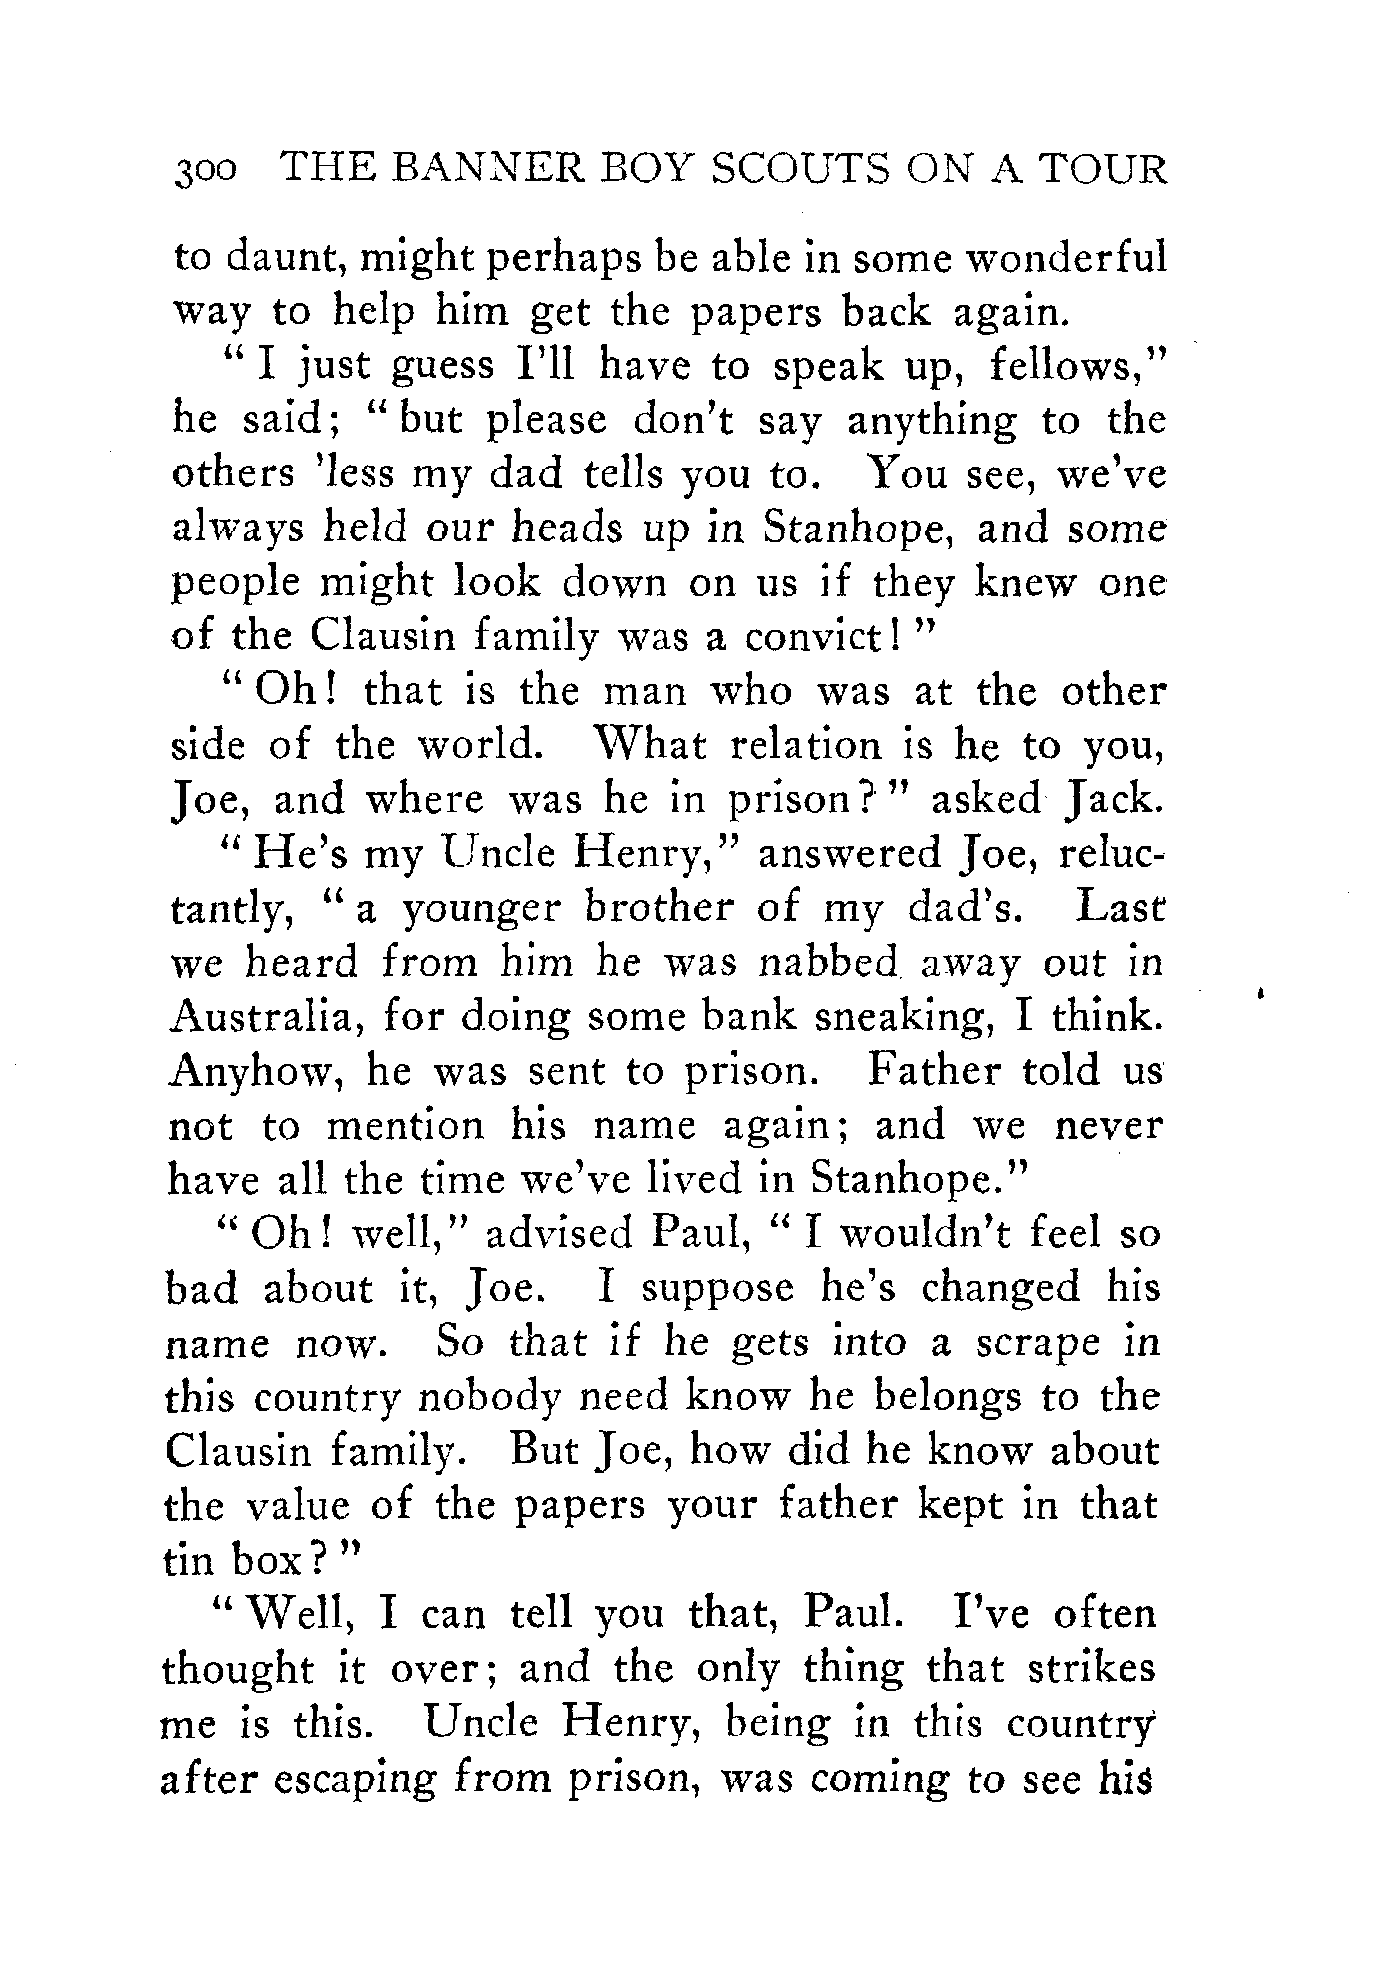 300 THE BANNER BOY SCOUTS ON A TOUR
to daunt, might perhaps be able in some wonderful
way to help him get the papers back again.
"I just guess I'll have to speak up, fellows,"
he said; "but please don't say anything to the
others 'less my dad tells you to. You see, we've
always held our heads up in Stanhope, and some
people might look down on us if they knew one
of the Clausin family was a convict!"
"Oh! that is the man who was at the other
side of the world. What relation is he to you,
Joe, and where was he in prison?" asked Jack.
"He's my Uncle Henry," answered Joe, reluc-
tantly, "a younger brother of my dad's. Last
we heard from him he was nabbed away out in
Australia, for doing some bank sneaking, I think.
Anyhow, he was sent to prison. Father told us
not to mention his name again; and we never
have all the time we've lived in Stanhope."
"Oh! well," advised Paul, "I wouldn't feel so
bad about it, Joe. I suppose he's changed his
name now. So that if he gets into a scrape in
this country nobody need know he belongs to the
Clausin family. But Joe, how did he know about
the value of the papers your father kept in that
tin box?"
"Well, I can tell you that, Paul. I've often
thought it over; and the only thing that strikes
me is this. Uncle Henry, being in this country
after escaping from prison, was coming to see his